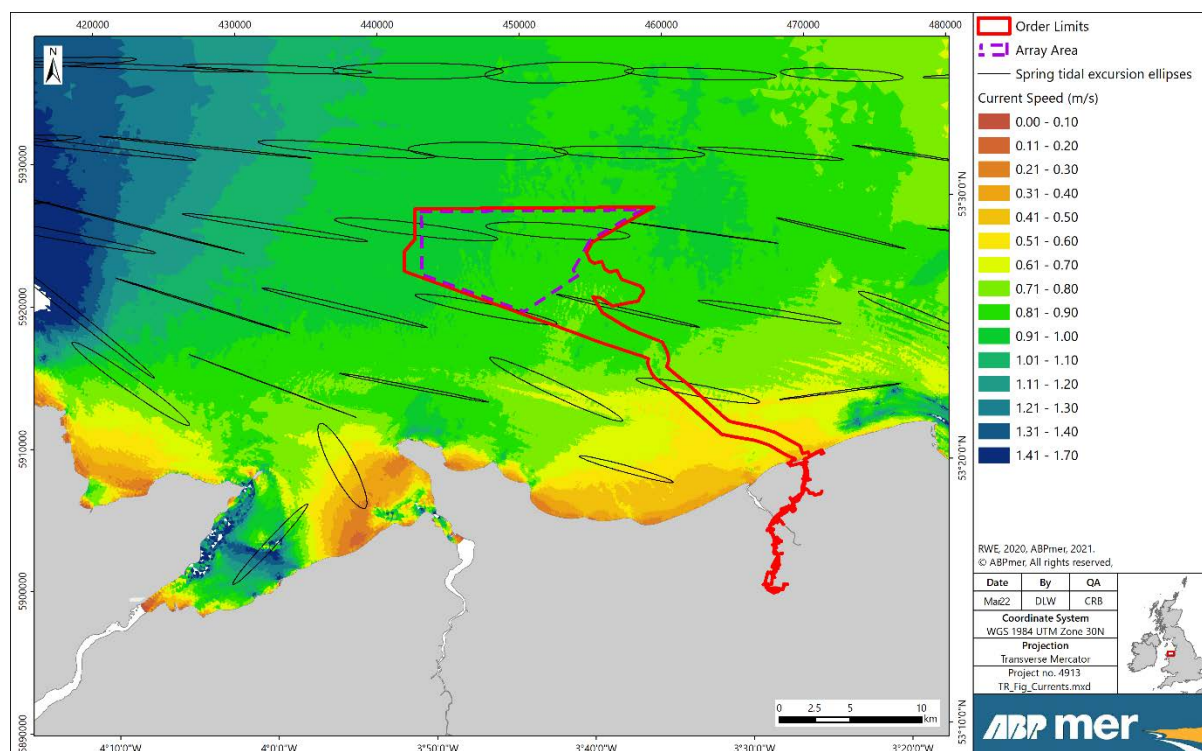 420000 430000 440000 450000 460000 470000 480000
N
5930000
5920000
5910000
5900000
5890000
53°30'0"N
53°20'0"N
53°10'0"N
4°10'0"W 4°0'0"W 3°50'0"W 3°40'0"W 3°30'0"W 3°20'0"W
0 2.5 5 10
km
Order Limits
Array Area
Spring tidal excursion ellipses
Current Speed (m/s)
0.00 - 0.10
0.11 - 0.20
0.21 - 0.30
0.31 - 0.40
0.41 - 0.50
0.51 - 0.60
0.61 - 0.70
0.71 - 0.80
0.81 - 0.90
0.91 - 1.00
1.01 - 1.10
1.11 - 1.20
1.21 - 1.30
1.31 - 1.40
1.41 - 1.70
RWE, 2020, ABPmer, 2021.
© ABPmer, All rights reserved,
Date By QA
Mar22 DLW CRB
Coordinate System
WGS 1984 UTM Zone 30N
Projection
Transverse Mercator
Project no. 4913
TR_Fig_Currents.mxd
ABPmer